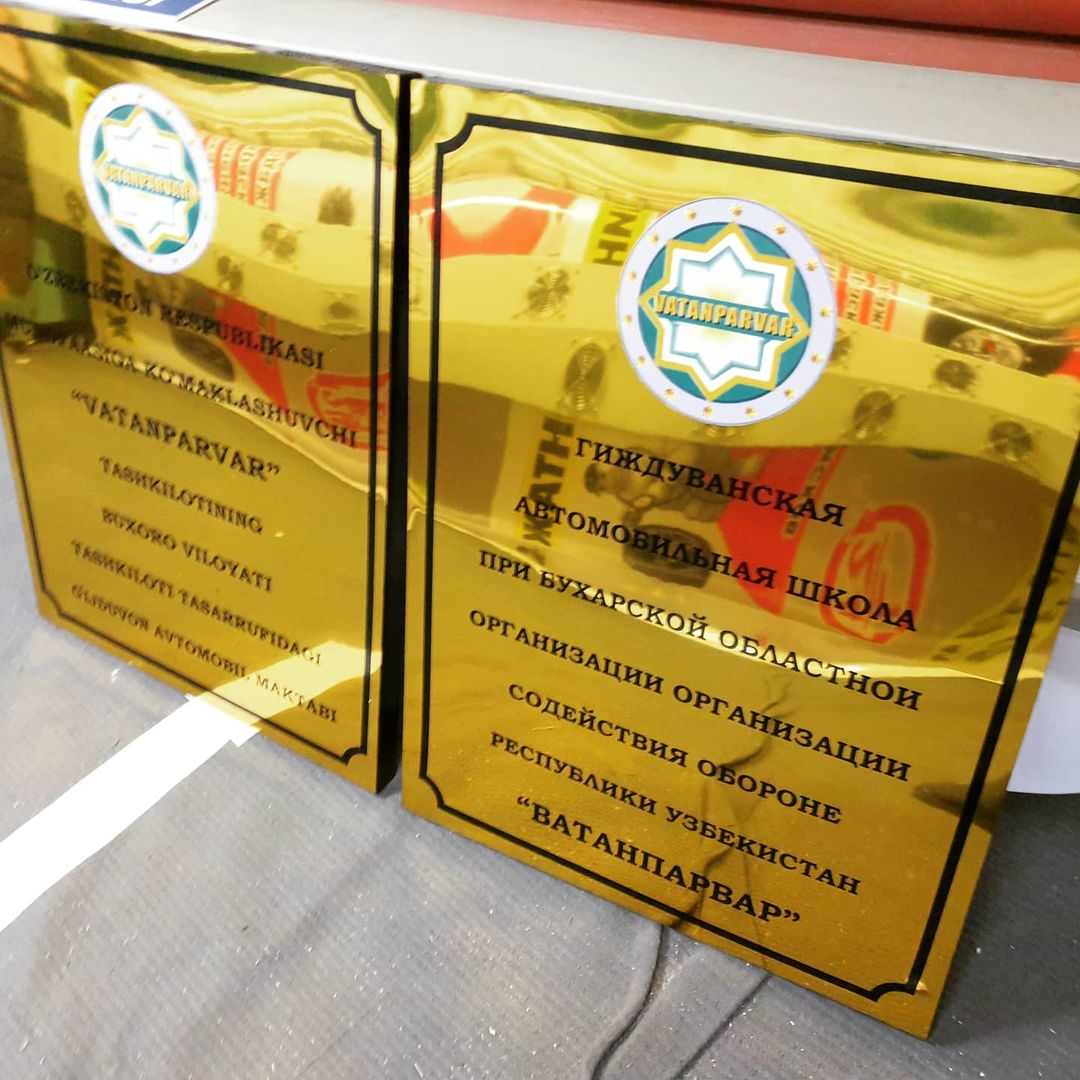 VATANPARVAR
O'ZBEKISTON RESPUBLIKASI
KO'MAKLASHUVCHI
“VATANPARVAR”
TASHKILOTINING
BUXORO VILOYATI
TASHKILOTI TASARRUFIDAGI
G'IJDUVON AVTOMOBIL MAKTABI
VATANPARVAR
ГИЖДУВАНСКАЯ
АВТОМОБИЛЬНАЯ ШКОЛА
ПРИ БУХАРСКОЙ ОБЛАСТНОЙ
ОРГАНИЗАЦИИ ОРГАНИЗАЦИИ
СОДЕЙСТВИЯ ОБОРОНЕ
РЕСПУБЛИКИ УЗБЕКИСТАН
“ВАТАНПАРВАР”